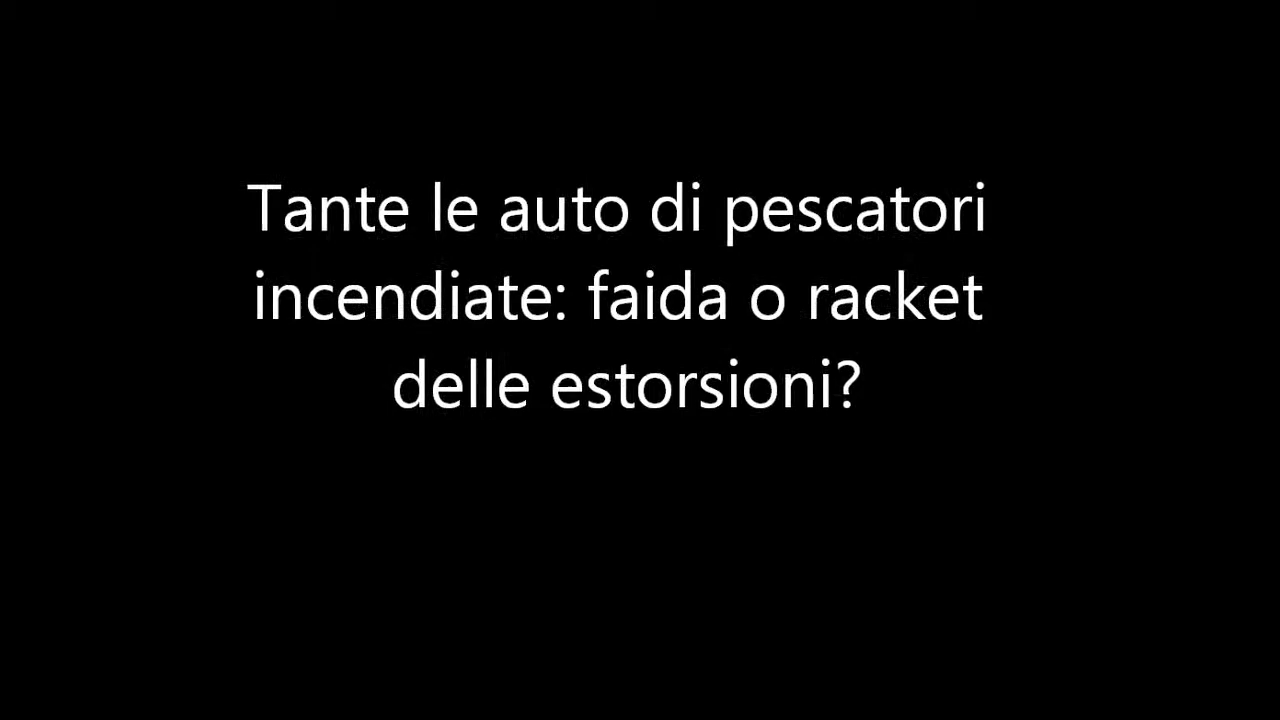 Tante le auto di pescatori
incendiate: faida o racket
delle estorsioni?